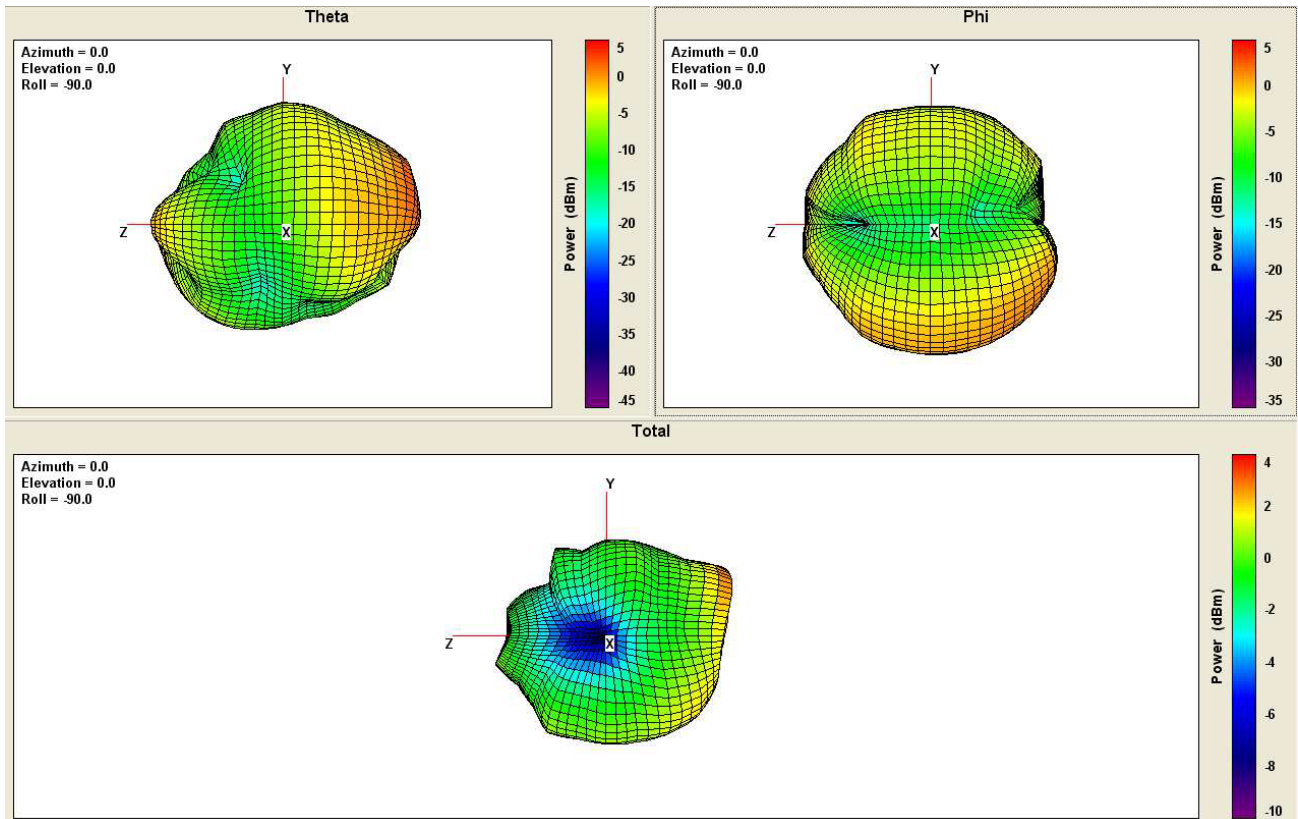 Theta
Azimuth = 0.0
Elevation = 0.0
Roll = -90.0
Y
Z
X
5
0
-5
-10
-15
-20
-25
-30
-35
-40
-45
Power (dBm)
Phi
Azimuth = 0.0
Elevation = 0.0
Roll = -90.0
Y
Z
X
5
0
-5
-10
-15
-20
-25
-30
-35
Power (dBm)
Total
Azimuth = 0.0
Elevation = 0.0
Roll = -90.0
Y
Z
X
4
2
0
-2
-4
-6
-8
-10
Power (dBm)